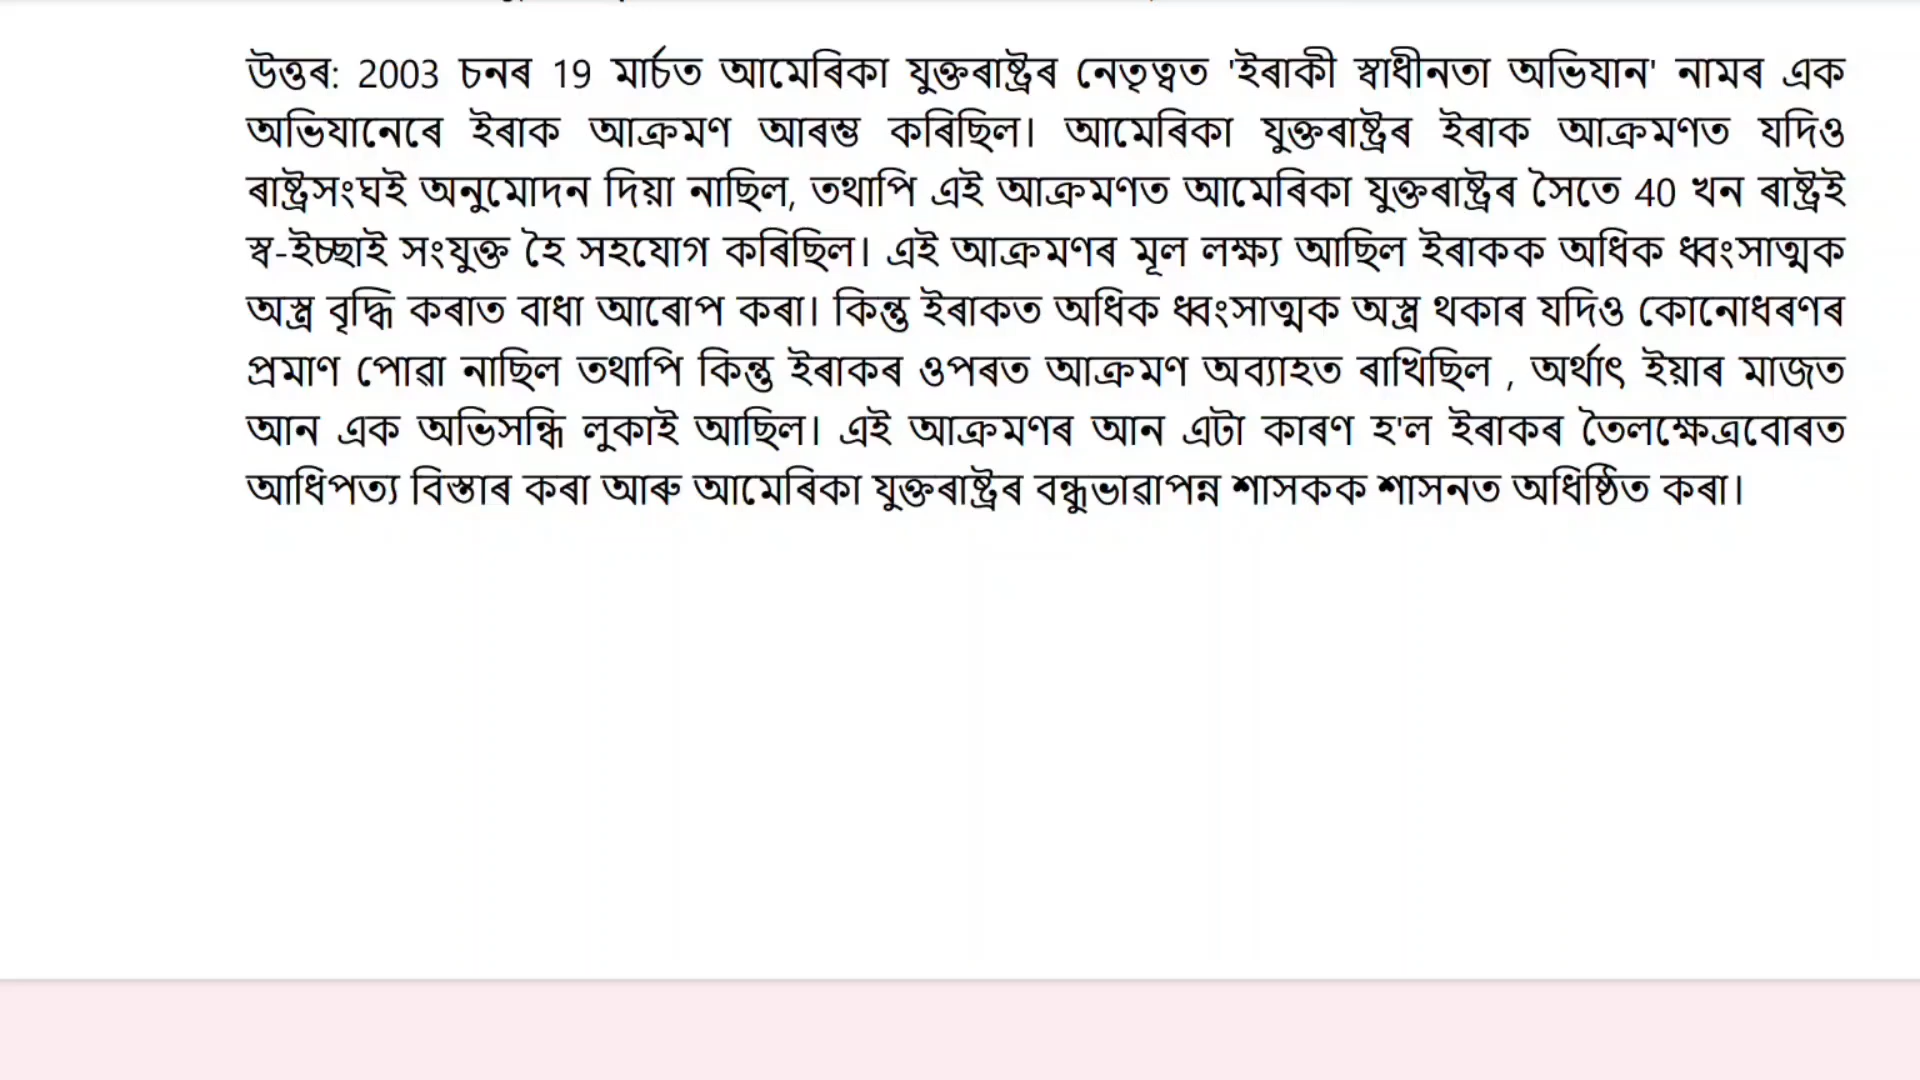 উত্তৰ: 2003 চনৰ 19 মাৰ্চত আমেৰিকা যুক্তৰাষ্ট্ৰৰ নেতৃত্বত 'ইৰাকী স্বাধীনতা অভিযান' নামৰ এক
অভিযানেৰে ইৰাক আক্ৰমণ আৰম্ভ কৰিছিল। আমেৰিকা যুক্তৰাষ্ট্ৰৰ ইৰাক আক্ৰমণত যদিও
ৰাষ্ট্ৰসংঘই অনুমোদন দিয়া নাছিল, তথাপি এই আক্ৰমণত আমেৰিকা যুক্তৰাষ্ট্ৰৰ সৈতে 40 খন ৰাষ্ট্ৰই
স্ব-ইচ্ছাই সংযুক্ত হৈ সহযোগ কৰিছিল। এই আক্ৰমণৰ মূল লক্ষ্য আছিল ইৰাকক অধিক ধ্বংসাত্মক
অস্ত্ৰ বৃদ্ধি কৰাত বাধা আৰোপ কৰা। কিন্তু ইৰাকত অধিক ধ্বংসাত্মক অস্ত্ৰ থকাৰ যদিও কোনোধৰণৰ
প্ৰমাণ পোৱা নাছিল তথাপি কিন্তু ইৰাকৰ ওপৰত আক্ৰমণ অব্যাহত ৰাখিছিল , অৰ্থাৎ ইয়াৰ মাজত
আন এক অভিসন্ধি লুকাই আছিল। এই আক্ৰমণৰ আন এটা কাৰণ হ'ল ইৰাকৰ তৈলক্ষেত্ৰবোৰত
আধিপত্য বিস্তাৰ কৰা আৰু আমেৰিকা যুক্তৰাষ্ট্ৰৰ বন্ধুভাৱাপন্ন শাসকক শাসনত অধিষ্ঠিত কৰা।